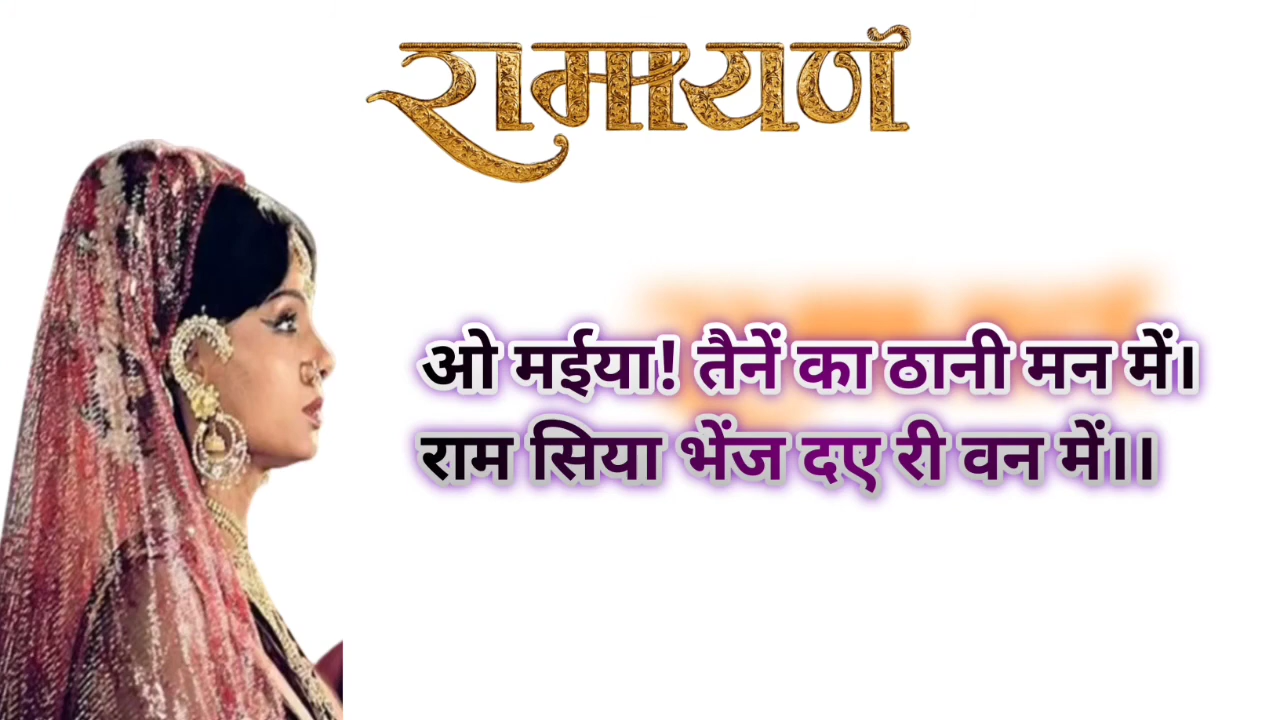 रामायण
ओ मईया! तैनें का ठानी मन में।
राम सिया भेंज दए री वन में।।